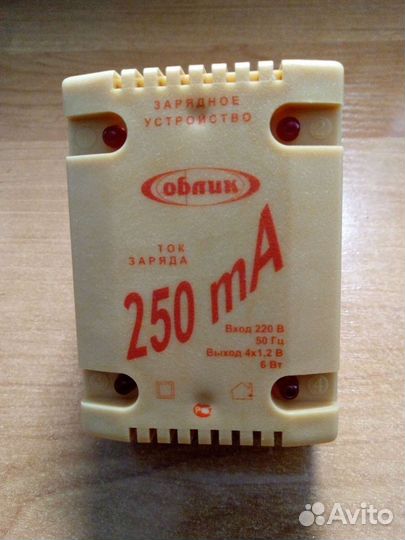 ЗАРЯДНОЕ
УСТРОЙСТВО
облик
ТОК
ЗАРЯДА
250 mA
Вход 220 В
50 Гц
Выход 4х1,2 В
6 Вт
Avito